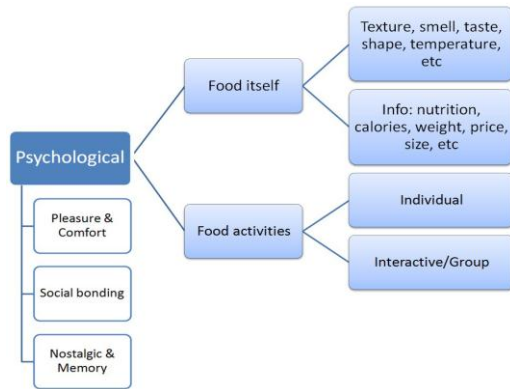 Texture, smell, taste,
shape, temperature,
etc
Food itself
Info: nutrition,
calories, weight, price,
size, etc
Psychological
Pleasure &
Comfort
Individual
Food activities
Social bonding
Interactive/Group
Nostalgic &
Memory